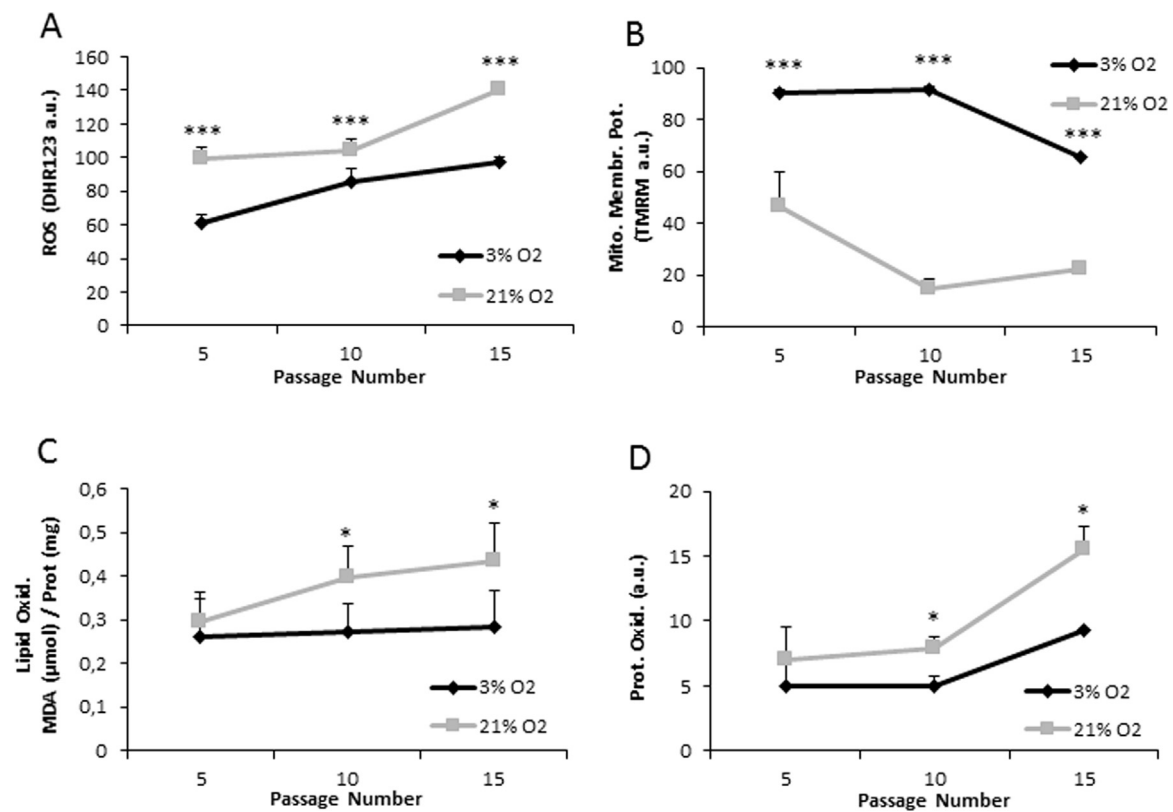 A
ROS (DHR123 a.u.)
160
140
120
100
80
60
40
20
0
***
***
***
3% O2
21% O2
5 10 15
Passage Number
B
Mito. Membr. Pot.
(TMRM a.u.)
100
80
60
40
20
0
***
***
***
3% O2
21% O2
5 10 15
Passage Number
C
Lipid Oxid.
MDA (µmol) / Prot (mg)
0,6
0,5
0,4
0,3
0,2
0,1
0
*
*
3% O2
21% O2
5 10 15
Passage Number
D
Prot. Oxid. (a.u.)
20
15
10
5
0
*
*
3% O2
21% O2
5 10 15
Passage Number